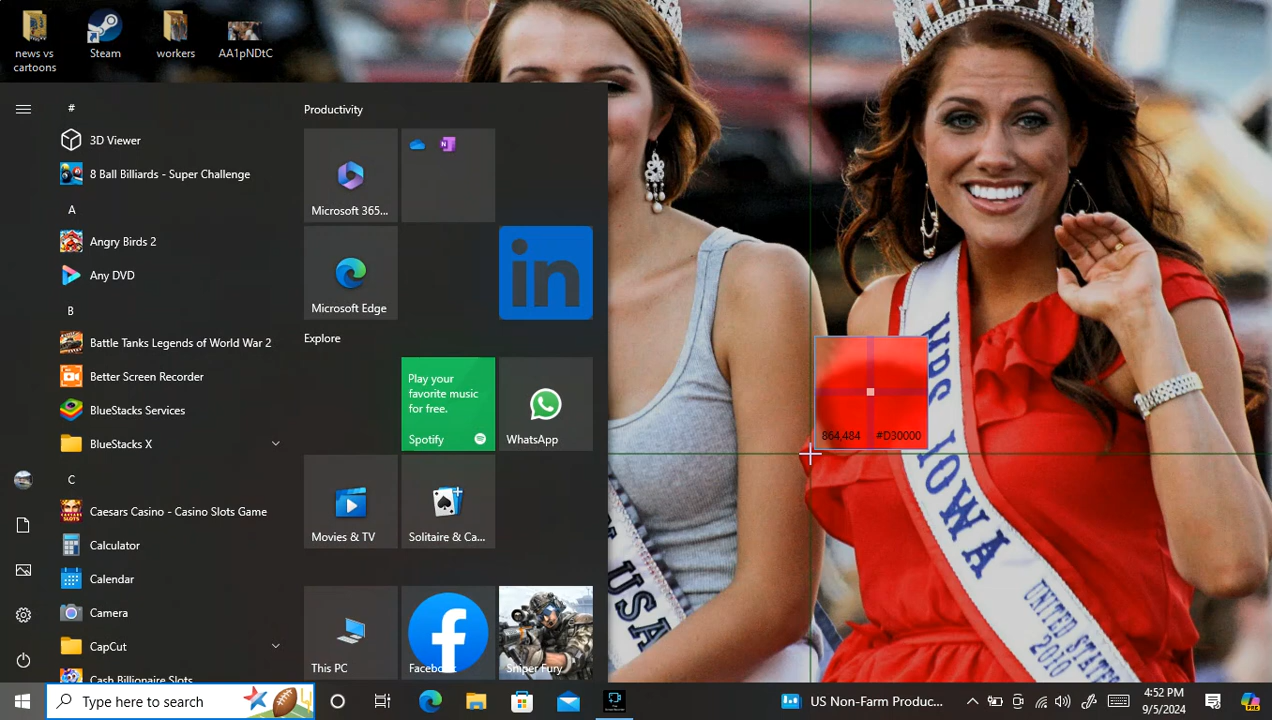 news vs
cartoons
Steam
workers
AA1pNDtC
#
3D Viewer
8 Ball Billiards - Super Challenge
A
Angry Birds 2
Any DVD
B
Battle Tanks Legends of World War 2
Better Screen Recorder
BlueStacks Services
BlueStacks X
C
Caesars Casino - Casino Slots Game
Calculator
Calendar
Camera
CapCut
Cash Billionaire Slots
Productivity
Microsoft 365...
N
Microsoft Edge
in
Explore
Play your
favorite music
for free.
Spotify
WhatsApp
Movies & TV
Solitaire & Ca...
This PC
Facebook
Sniper Fury
864,484 #D30000
MRS IOWA
UNITED STATES
2010
USA
Type here to search
US Non-Farm Produc...
4:52 PM
9/5/2024
PRE